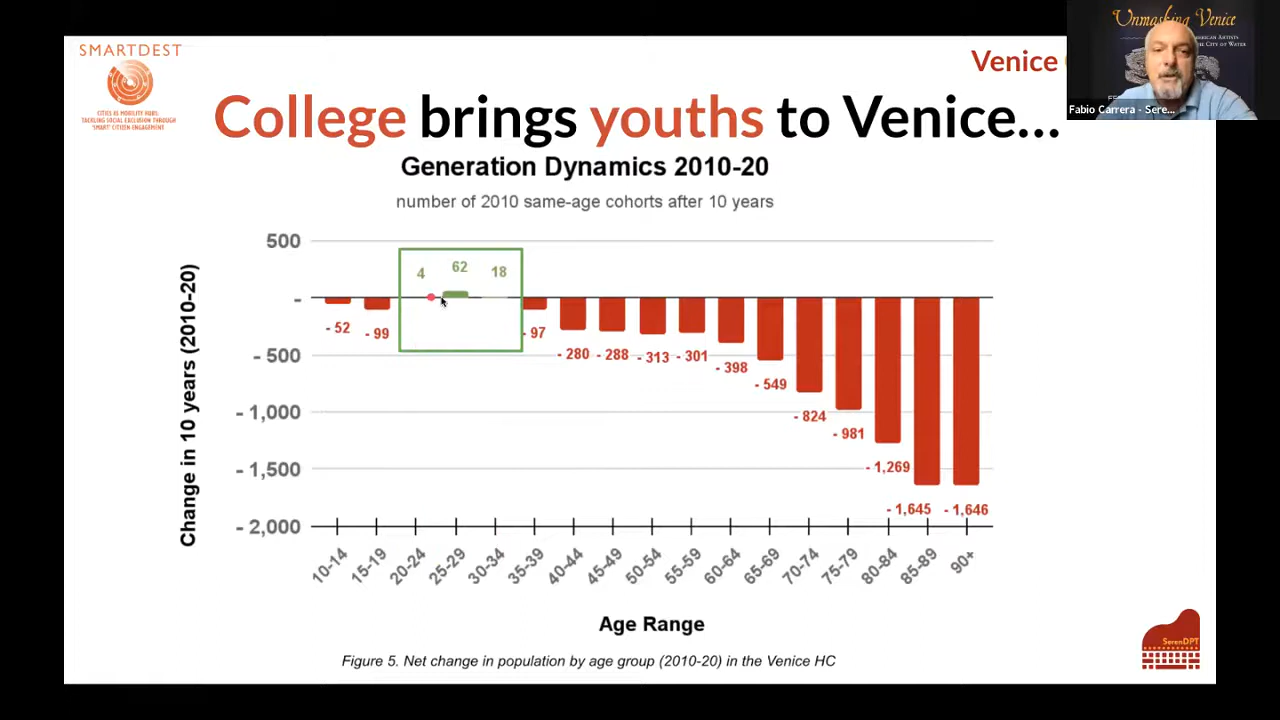 SMARTDEST
CITIES AS MOBILITY HUBS:
TACKLING SOCIAL EXCLUSION THROUGH
'SMART' CITIZEN ENGAGEMENT
Unmasking Venice
AMERICAN ARTISTS
THE CITY OF WATER
Fabio Carrera - Sere...
Venice
College brings youths to Venice...
Generation Dynamics 2010-20
number of 2010 same-age cohorts after 10 years
Change in 10 years (2010-20)
500
-
- 500
- 1,000
- 1,500
- 2,000
4
62
18
- 52
- 99
- 97
- 280
- 288
- 313
- 301
- 398
- 549
- 824
- 981
- 1,269
- 1,645
- 1,646
10-14
15-19
20-24
25-29
30-34
35-39
40-44
45-49
50-54
55-59
60-64
65-69
70-74
75-79
80-84
85-89
90+
Age Range
Figure 5. Net change in population by age group (2010-20) in the Venice HC
SerenDPT